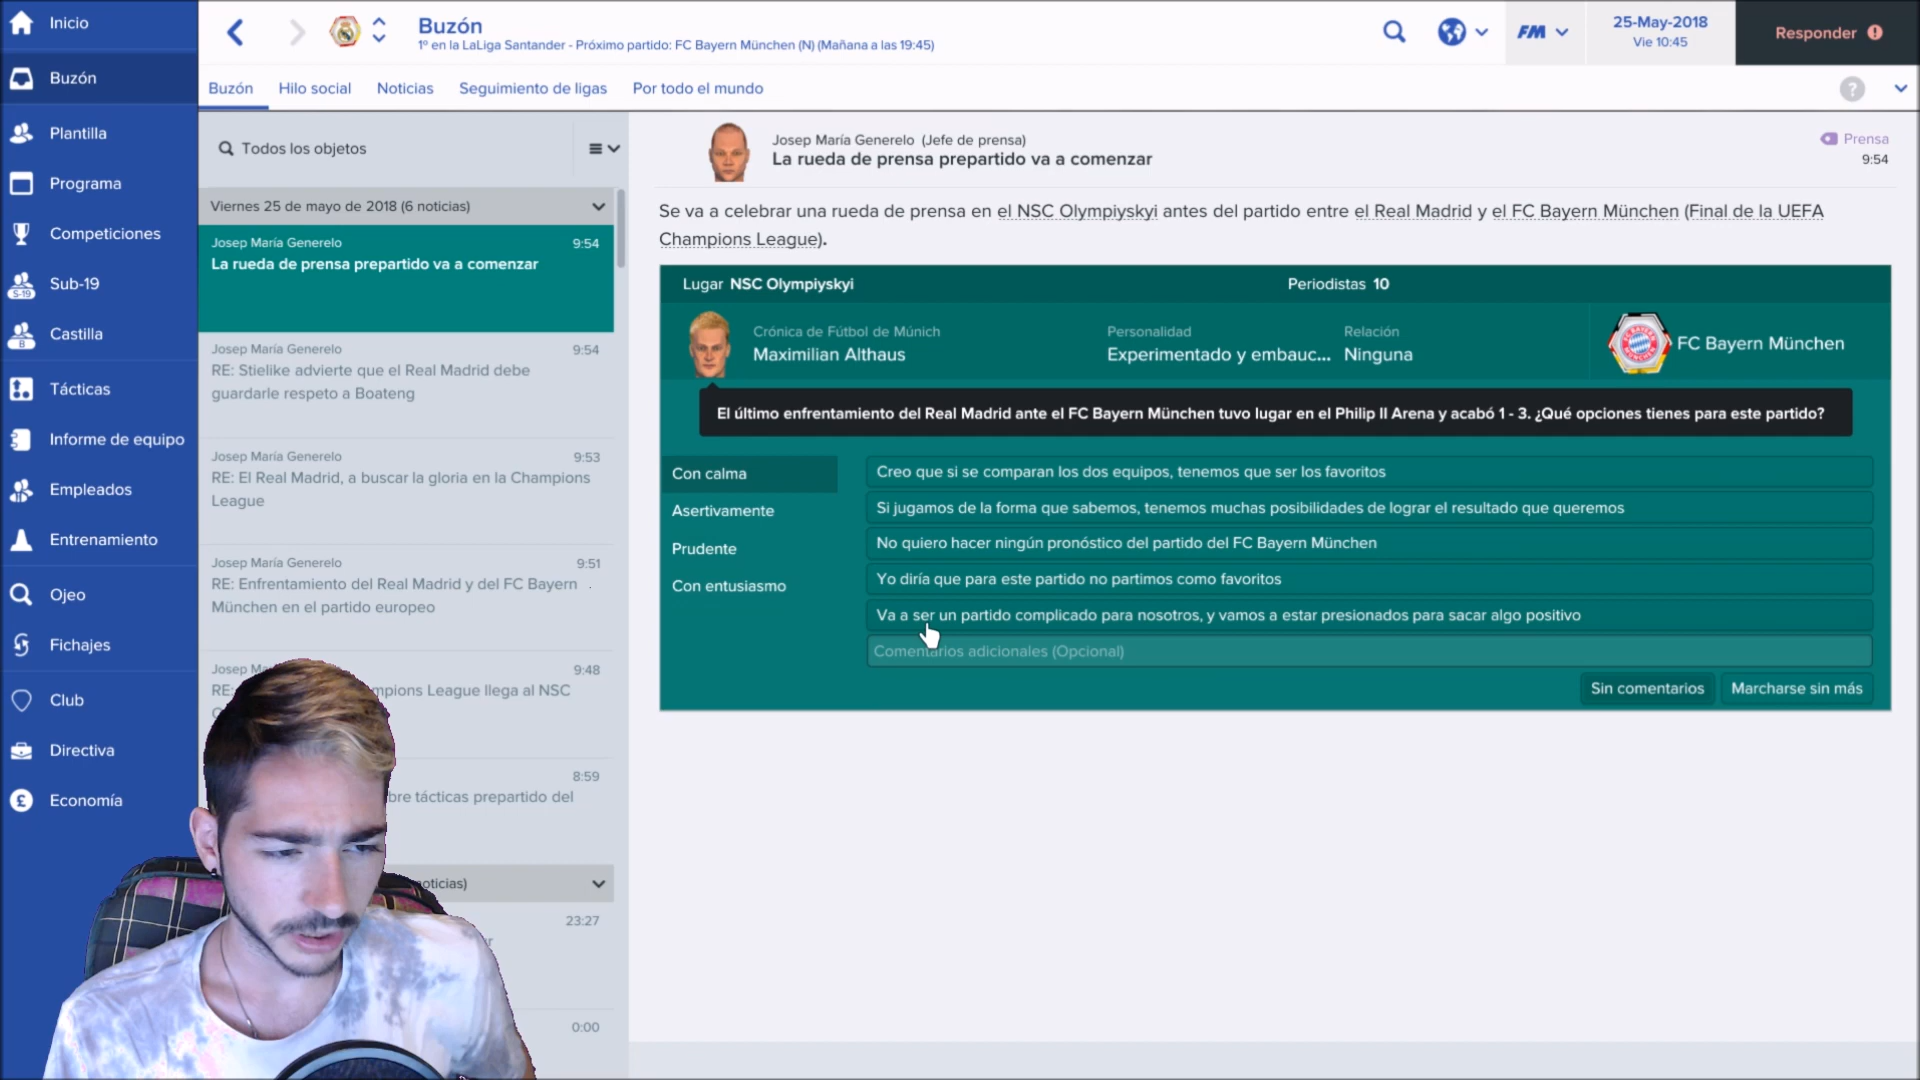 Inicio
Buzón
Plantilla
Programa
Competiciones
S-19
Sub-19
B
Castilla
Tácticas
Informe de equipo
Empleados
Entrenamiento
Ojeo
Fichajes
Club
Directiva
£
Economía
Buzón
1º en la LaLiga Santander - Próximo partido: FC Bayern München (N) (Mañana a las 19:45)
FM
25-May-2018
Vie 10:45
Responder
Buzón
Hilo social
Noticias
Seguimiento de ligas
Por todo el mundo
?
Todos los objetos
Viernes 25 de mayo de 2018 (6 noticias)
Josep María Generelo 9:54
La rueda de prensa prepartido va a comenzar
Josep María Generelo 9:54
RE: Stielike advierte que el Real Madrid debe
guardarle respeto a Boateng
Josep María Generelo 9:53
RE: El Real Madrid, a buscar la gloria en la Champions
League
Josep María Generelo 9:51
RE: Enfrentamiento del Real Madrid y del FC Bayern
München en el partido europeo
Josep 9:48
RE: League llega al NSC
8:59
tácticas prepartido del
23:27
0:00
Josep María Generelo (Jefe de prensa)
La rueda de prensa prepartido va a comenzar
Prensa
9:54
Se va a celebrar una rueda de prensa en el NSC Olympiyskyi antes del partido entre el Real Madrid y el FC Bayern München (Final de la UEFA
Champions League).
Lugar NSC Olympiyskyi
Periodistas 10
Crónica de Fútbol de Múnich
Maximilian Althaus
Personalidad
Experimentado y embauc...
Relación
Ninguna
FC Bayern München
El último enfrentamiento del Real Madrid ante el FC Bayern München tuvo lugar en el Philip II Arena y acabó 1 - 3. ¿Qué opciones tienes para este partido?
Con calma
Asertivamente
Prudente
Con entusiasmo
Creo que si se comparan los dos equipos, tenemos que ser los favoritos
Si jugamos de la forma que sabemos, tenemos muchas posibilidades de lograr el resultado que queremos
No quiero hacer ningún pronóstico del partido del FC Bayern München
Yo diría que para este partido no partimos como favoritos
Va a ser un partido complicado para nosotros, y vamos a estar presionados para sacar algo positivo
Comentarios adicionales (Opcional)
Sin comentarios
Marcharse sin más